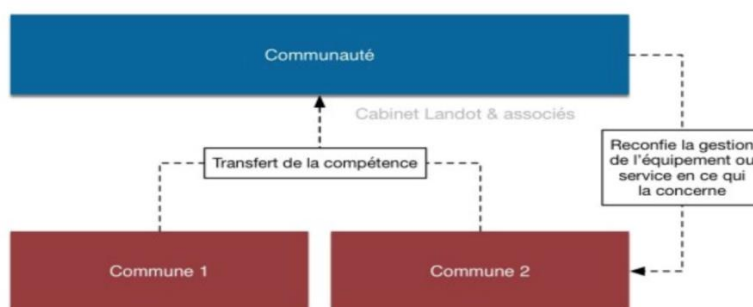 Communauté
Cabinet Landot & associés
Transfert de la compétence
Reconfie la gestion
de l'équipement ou
service en ce qui
la concerne
Commune 1
Commune 2